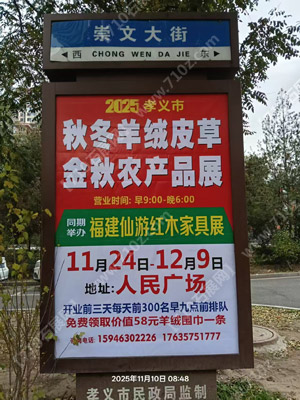 崇文大街
西 CHONG WEN DA JIE 东
2025 孝义市
秋冬羊绒皮草
金秋农产品展
营业时间: 早9:00-晚6:00
同期举办 福建仙游红木家具展
11月24日-12月9日
地址:人民广场
开业前三天每天前300名早九点前排队
免费领取价值58元羊绒围巾一条
电话 15946302226 17635751777
2025年11月10日 08:48
孝义市民政局监制